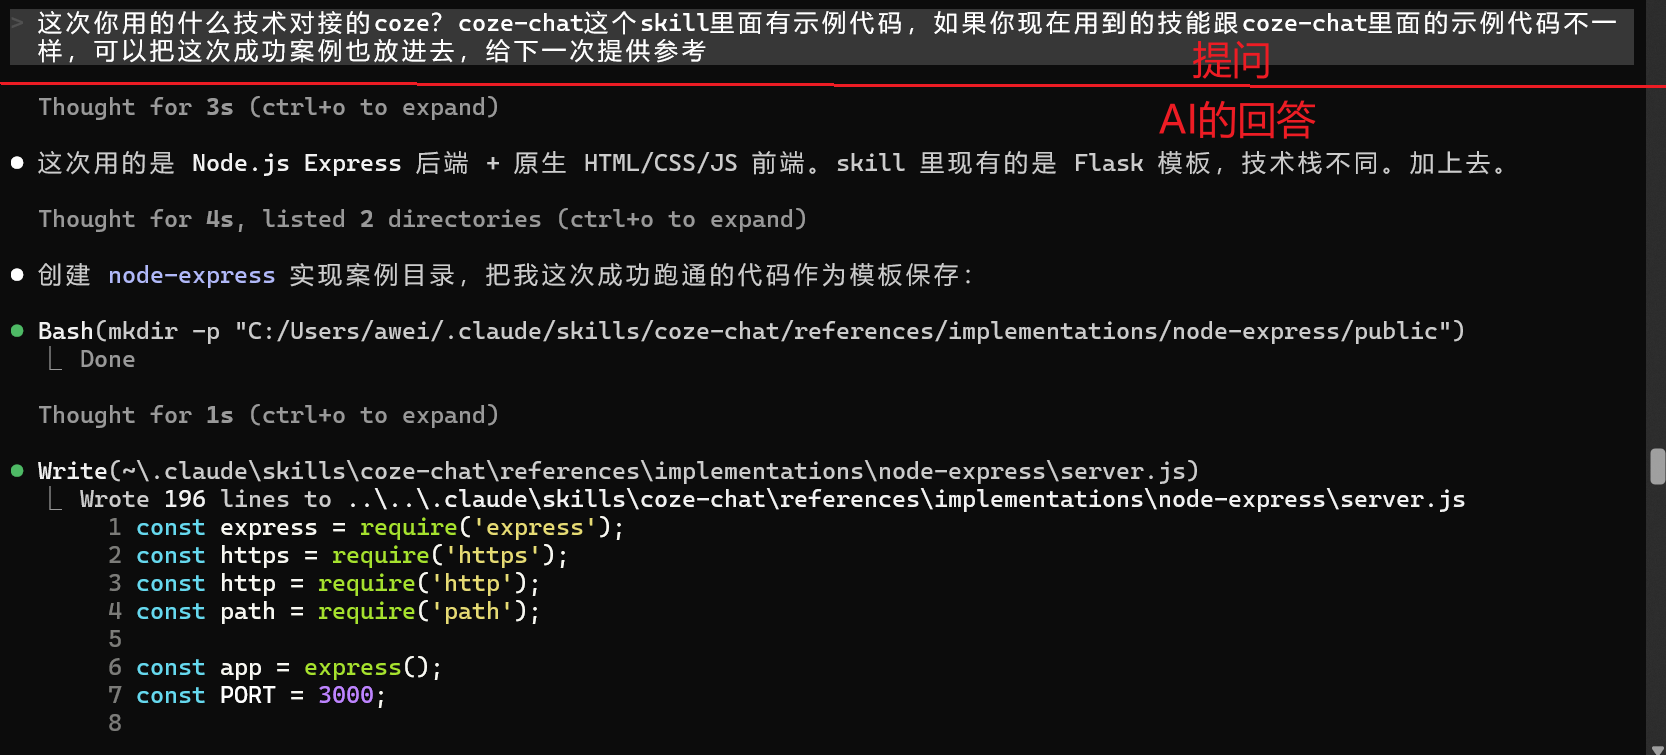 > 这次你用的什么技术对接的coze？coze-chat这个skill里面有示例代码，如果你现在用到的技能跟coze-chat里面的示例代码不一
样，可以把这次成功案例也放进去，给下一次提供参考
提问
AI的回答
Thought for 3s (ctrl+o to expand)
● 这次用的是 Node.js Express 后端 + 原生 HTML/CSS/JS 前端。skill 里现有的是 Flask 模板，技术栈不同。加上去。
Thought for 4s, listed 2 directories (ctrl+o to expand)
● 创建 node-express 实现案例目录，把我这次成功跑通的代码作为模板保存：
● Bash(mkdir -p "C:/Users/awei/.claude/skills/coze-chat/references/implementations/node-express/public")
⎿ Done
Thought for 1s (ctrl+o to expand)
● Write(~\.claude\skills\coze-chat\references\implementations\node-express\server.js)
⎿ Wrote 196 lines to ..\..\.claude\skills\coze-chat\references\implementations\node-express\server.js
1 const express = require('express');
2 const https = require('https');
3 const http = require('http');
4 const path = require('path');
5
6 const app = express();
7 const PORT = 3000;
8